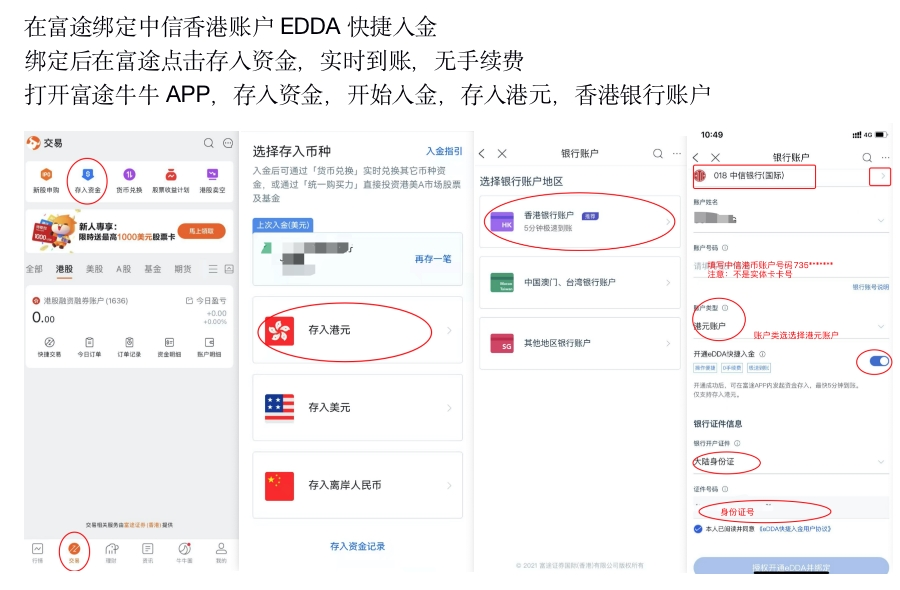 在富途绑定中信香港账户 EDDA 快捷入金
绑定后在富途点击存入资金，实时到账，无手续费
打开富途牛牛 APP，存入资金，开始入金，存入港元，香港银行账户
交易
新股申购 存入资金 货币兑换 股票收益计划 港股卖空
新人专享：
限时送最高1000美元股票卡
马上领取
全部 港股 美股 A股 基金 期货
港股融资融券账户(1636) 今日盈亏
0.00 +0.00
+0.00%
快捷交易 今日订单 订单记录 资金明细 账户明细
交易相关服务由富途证券(香港)提供
行情 交易 理财 资讯 牛牛圈 我的
选择存入币种 入金指引
入金后可通过「货币兑换」实时兑换其它币种资
金，或通过「统一购买力」直接投资港美A市场股票
及基金
上次入金(美元)
再存一笔
存入港元
存入美元
存入离岸人民币
存入资金记录
银行账户
选择银行账户地区
HK
香港银行账户 推荐
5分钟极速到账
Macau
Taiwan
中国澳门、台湾银行账户
SG
其他地区银行账户
© 2021 富途证券国际(香港)有限公司版权所有
10:49 4G
银行账户
018 中信银行(国际)
账户姓名
账户号码
填写中信港币账户号码 736*******
注意：不是实体卡卡号
银行账号说明
账户类型
港元账户
账户类选选择港元账户
开通eDDA快捷入金
操作便捷 0手续费 极速到账
开通成功后，可在富途APP内发起资金存入，最快5分钟到账。
仅支持存入港元。
银行证件信息
银行开户证件
大陆身份证
证件号码
身份证号
本人已阅读并同意《eDDA快捷入金用户协议》
授权开通eDDA并绑定